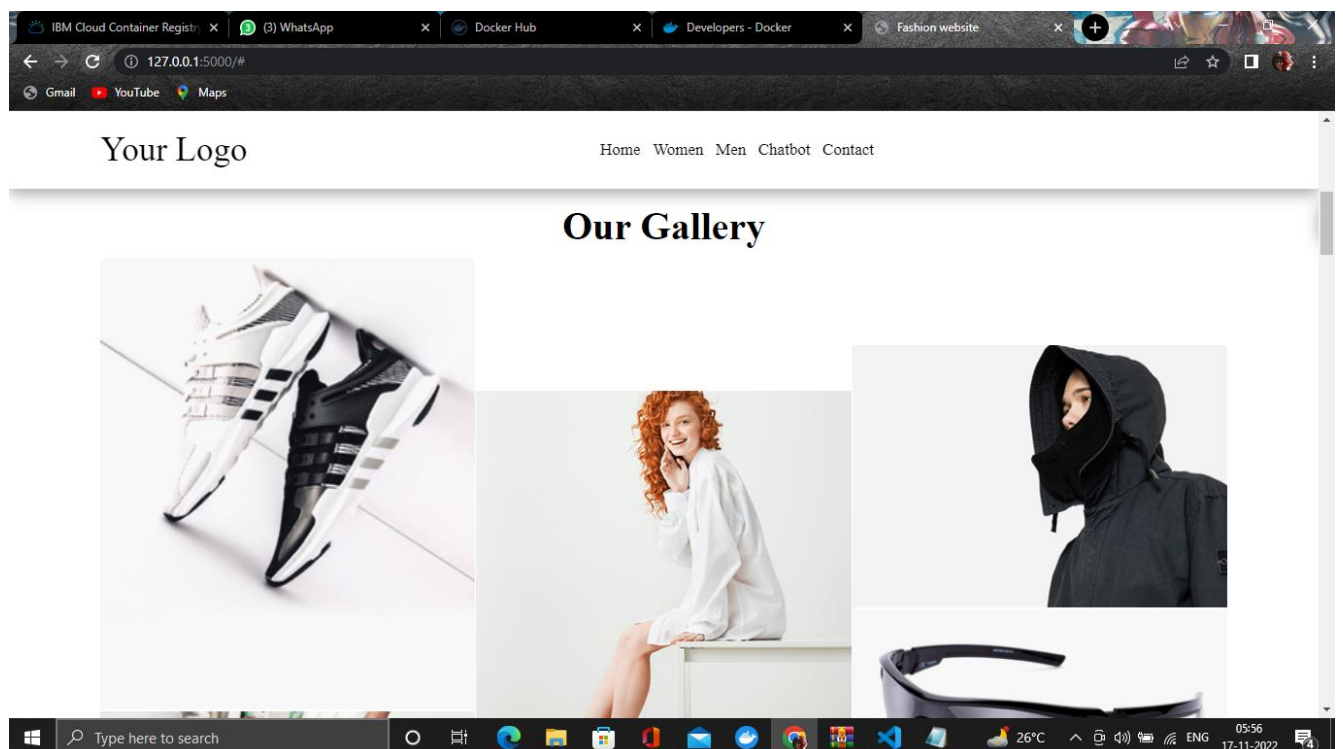 IBM Cloud Container Registry
(3) WhatsApp
Docker Hub
Developers - Docker
Fashion website
127.0.0.1:5000/#
Gmail
YouTube
Maps
Your Logo
Home Women Men Chatbot Contact
Our Gallery
Type here to search
26°C
ENG
05:56
17-11-2022